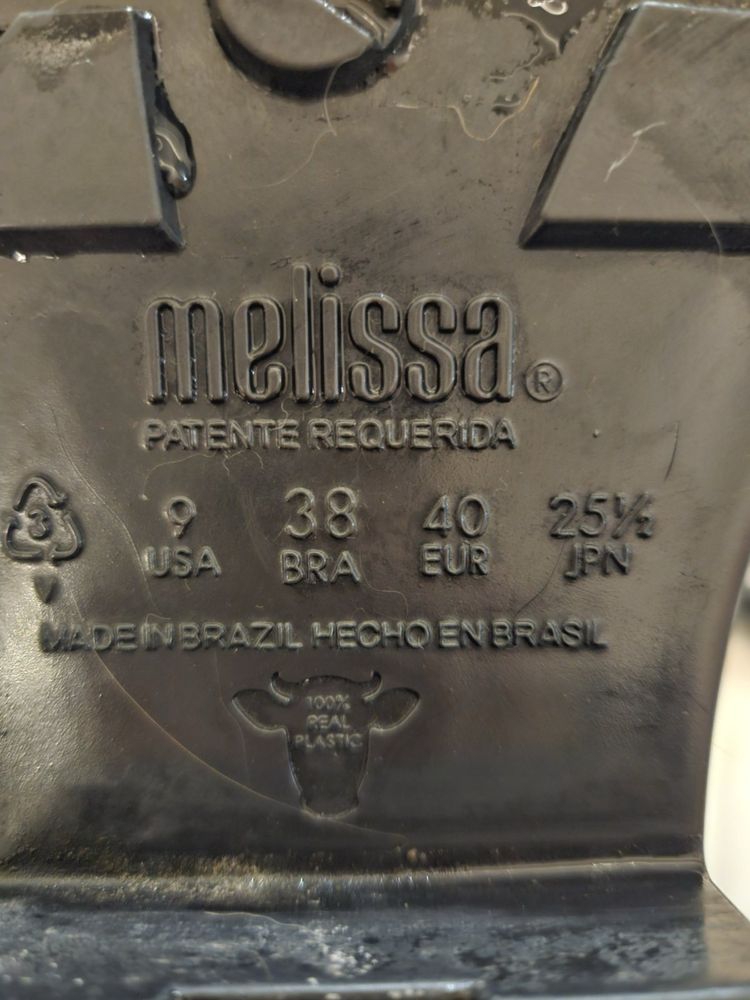 melissa®
PATENTE REQUERIDA
3 9 38 40 25½
V USA BRA EUR JPN
MADE IN BRAZIL HECHO EN BRASIL
100%
REAL
PLASTIC